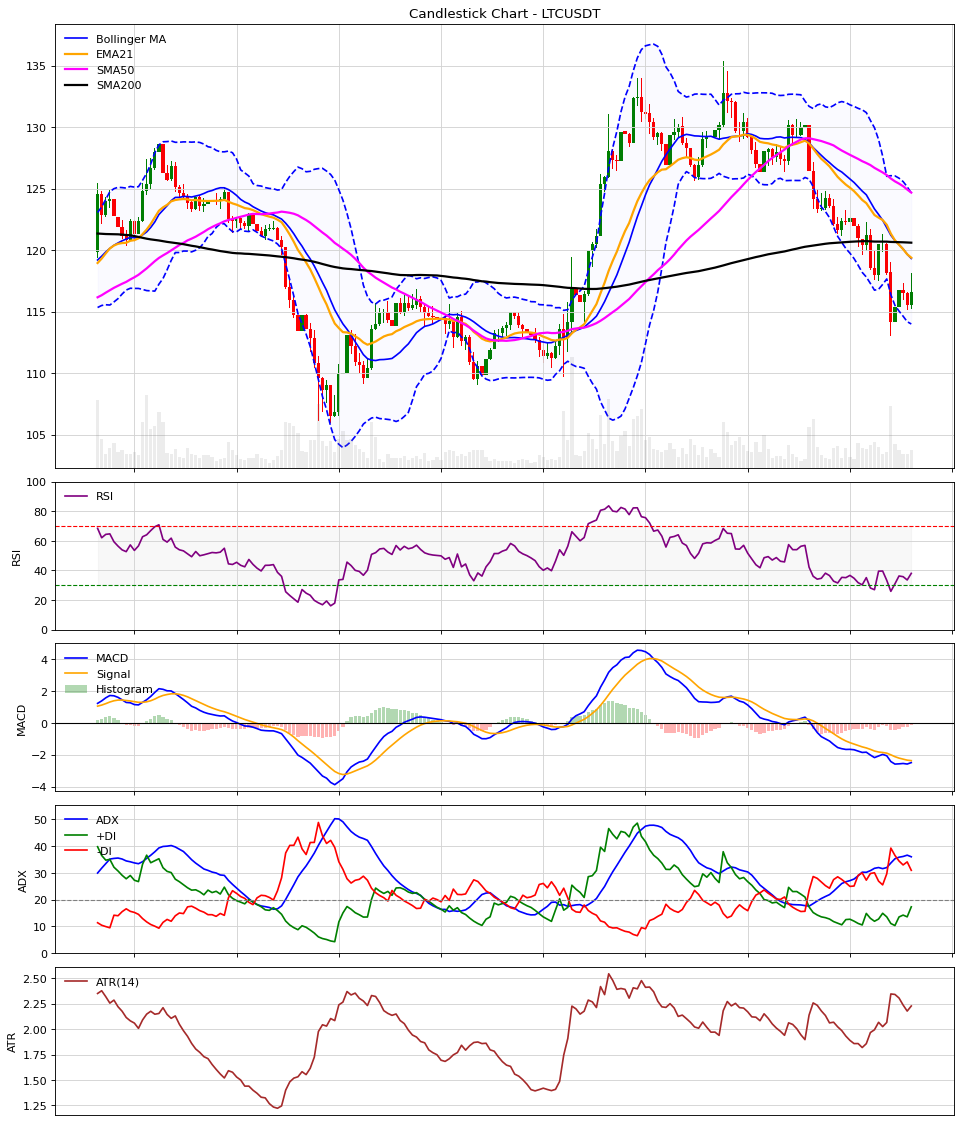 Candlestick Chart - LTCUSDT
Bollinger MA
EMA21
SMA50
SMA200
135
130
125
120
115
110
105
RSI
RSI
100
80
60
40
20
0
MACD
Signal
Histogram
MACD
4
2
0
−2
−4
ADX
+DI
-DI
ADX
50
40
30
20
10
0
ATR(14)
ATR
2.50
2.25
2.00
1.75
1.50
1.25